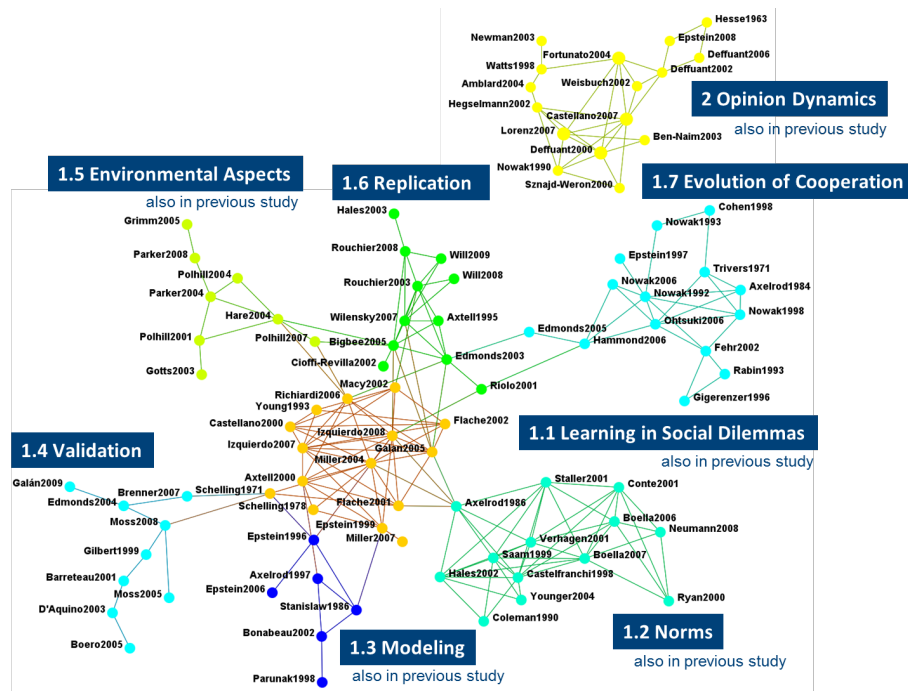 Hesse1963
Newman2003
Epstein2008
Fortunato2004
Deffuant2006
Watts1998
Deffuant2002
Amblard2004
Weisbuch2002
Hegselmann2002
2 Opinion Dynamics
also in previous study
Castellano2007
Lorenz2007
Ben-Naim2003
Deffuant2000
Nowak1990
Sznajd-Weron2000
1.5 Environmental Aspects
also in previous study
1.6 Replication
1.7 Evolution of Cooperation
Grimm2005
Parker2008
Polhill2004
Parker2004
Hare2004
Polhill2001
Polhill2007
Gotts2003
Hales2003
Rouchier2008
Will2009
Rouchier2003
Will2008
Wilensky2007
Axtell1995
Bigbee2005
Cioffi-Revilla2002
Edmonds2003
Riolo2001
Cohen1998
Nowak1993
Epstein1997
Trivers1971
Nowak2006
Axelrod1984
Nowak1992
Nowak1998
Ohtsuki2006
Edmonds2005
Hammond2006
Fehr2002
Rabin1993
Gigerenzer1996
Macy2002
Richardi2006
Young1993
Castellano2000
Flache2002
Izquierdo2008
Izquierdo2007
Galán2005
Miller2004
Axtell2000
Schelling1971
Schelling1978
Flache2001
Epstein1999
Miller2007
1.1 Learning in Social Dilemmas
also in previous study
1.4 Validation
Galán2009
Brenner2007
Edmonds2004
Moss2008
Gilbert1999
Barreteau2001
Moss2005
D'Aquino2003
Boero2005
Epstein1996
Axelrod1997
Epstein2006
Stanislaw1986
Bonabeau2002
Parunak1998
1.3 Modeling
also in previous study
Staller2001
Conte2001
Axelrod1986
Boella2006
Neumann2008
Verhagen2001
Saam1999
Boella2007
Hales2002
Castelfranchi1998
Younger2004
Ryan2000
Coleman1990
1.2 Norms
also in previous study